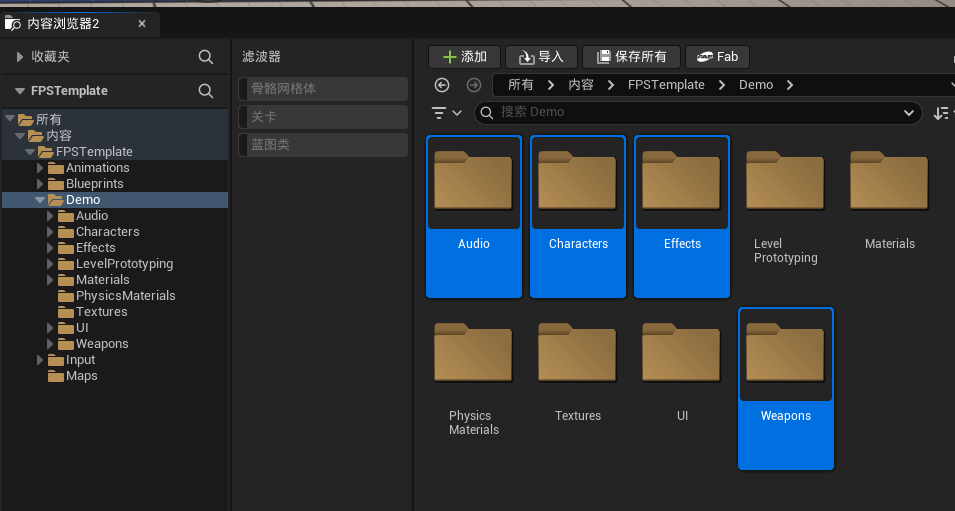 内容浏览器2
收藏夹
FPSTemplate
所有
内容
FPSTemplate
Animations
Blueprints
Demo
Audio
Characters
Effects
LevelPrototyping
Materials
PhysicsMaterials
Textures
UI
Weapons
Input
Maps
滤波器
骨骼网格体
关卡
蓝图类
添加 导入 保存所有 Fab
所有 内容 FPSTemplate Demo
搜索 Demo
Audio Characters Effects Level Materials
Prototyping
Physics Textures UI Weapons
Materials